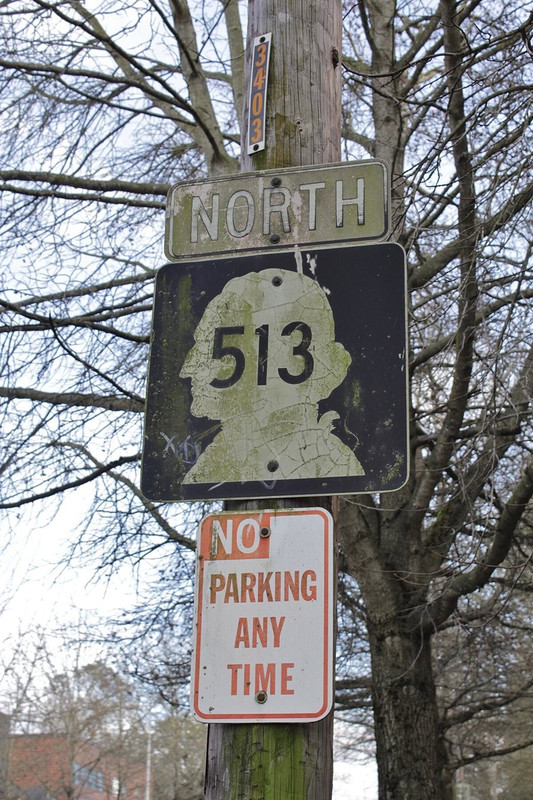 3403
NORTH
513
NO
PARKING
ANY
TIME